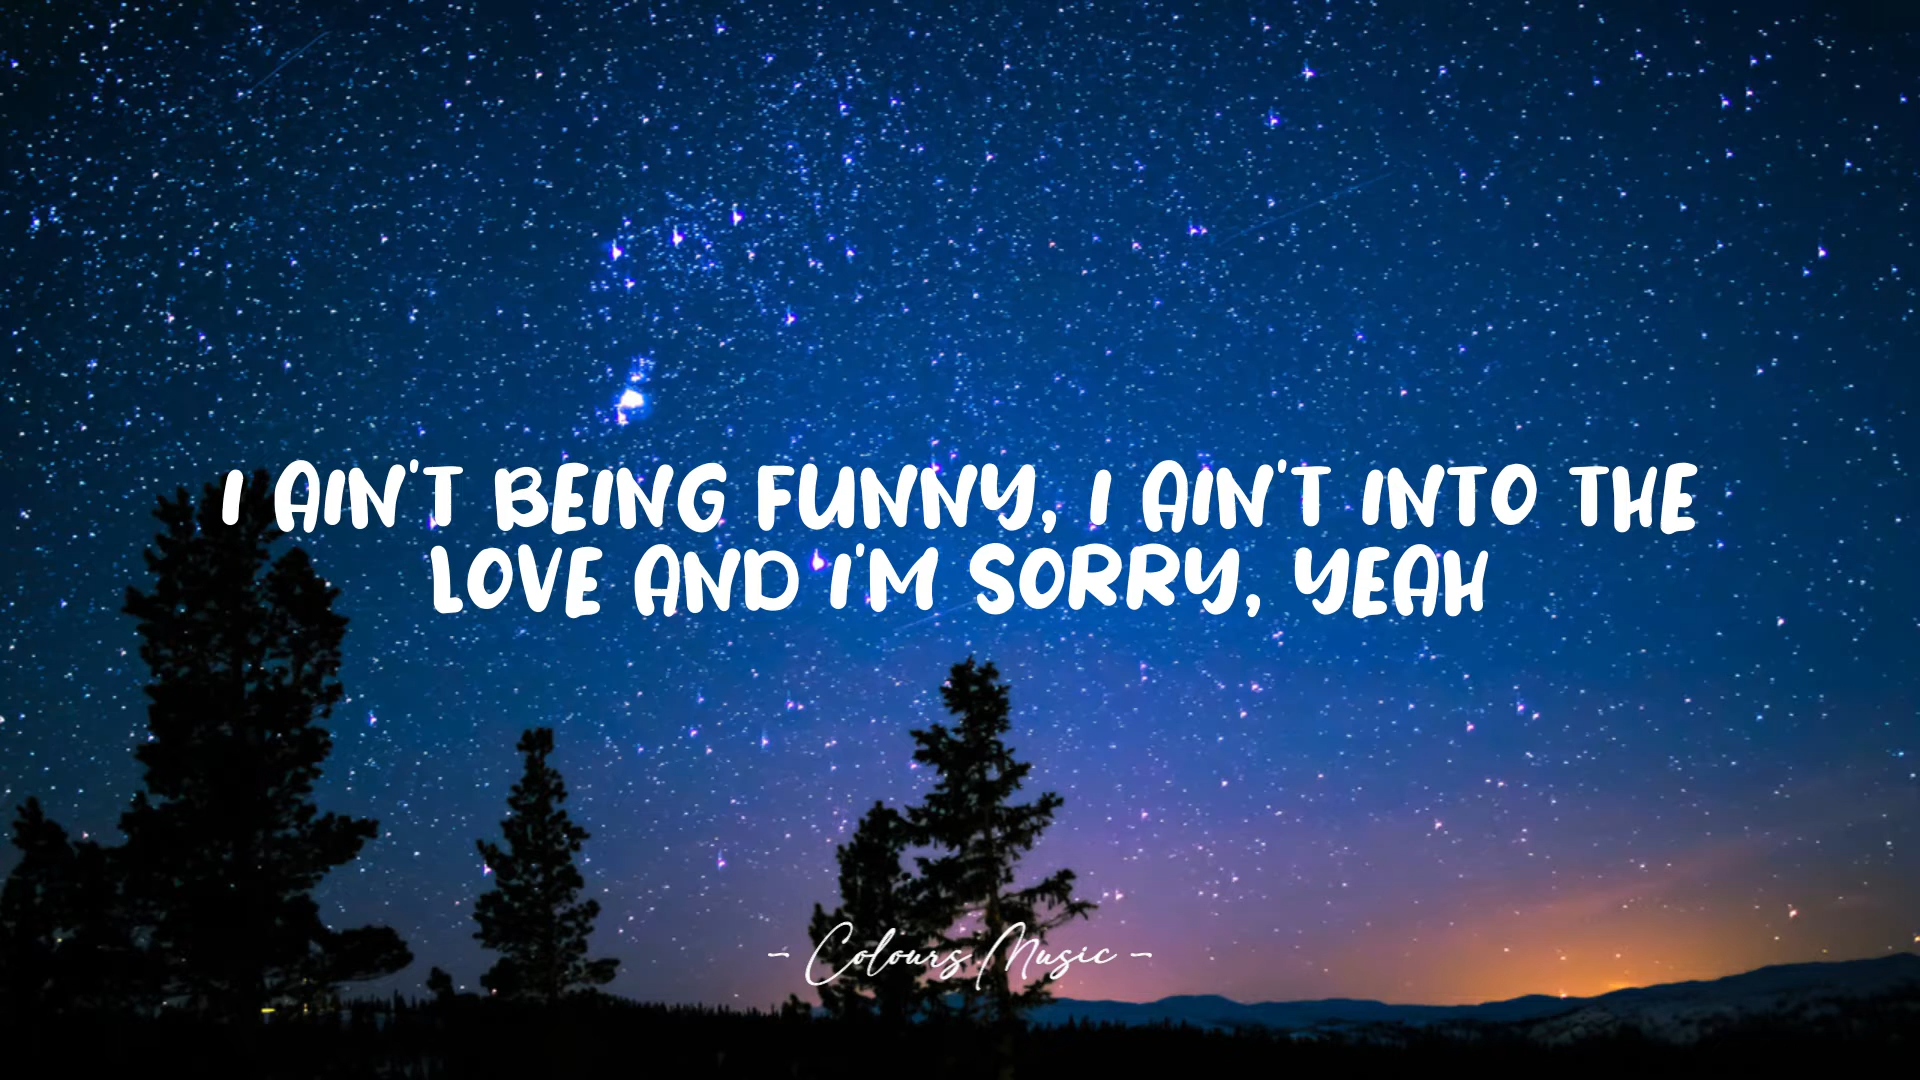 I AIN'T BEING FUNNY, I AIN'T INTO THE
LOVE AND I'M SORRY, YEAH
- Colours Music -